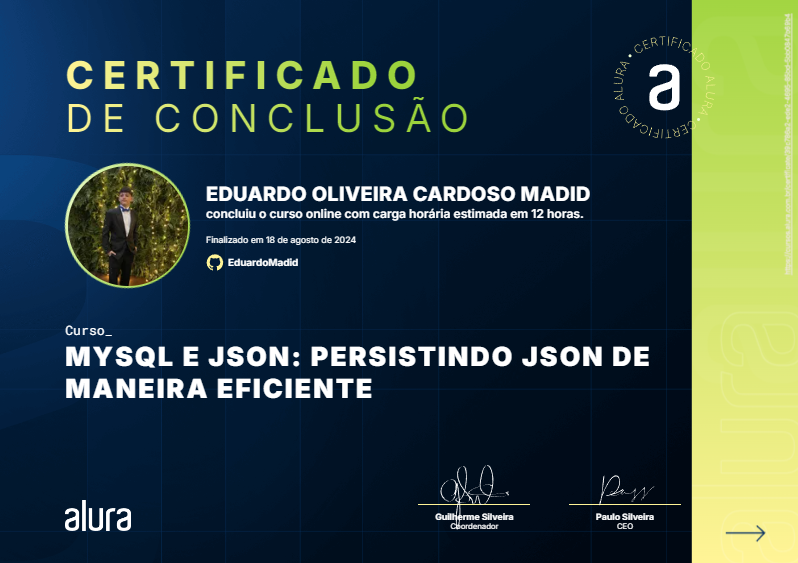 CERTIFICADO
DE CONCLUSÃO
• CERTIFICADO ALURA • CERTIFICADO ALURA
a
EDUARDO OLIVEIRA CARDOSO MADID
concluiu o curso online com carga horária estimada em 12 horas.
Finalizado em 18 de agosto de 2024
EduardoMadid
Curso_
MYSQL E JSON: PERSISTINDO JSON DE
MANEIRA EFICIENTE
alura
Guilherme Silveira
Coordenador
Paulo Silveira
CEO
alura